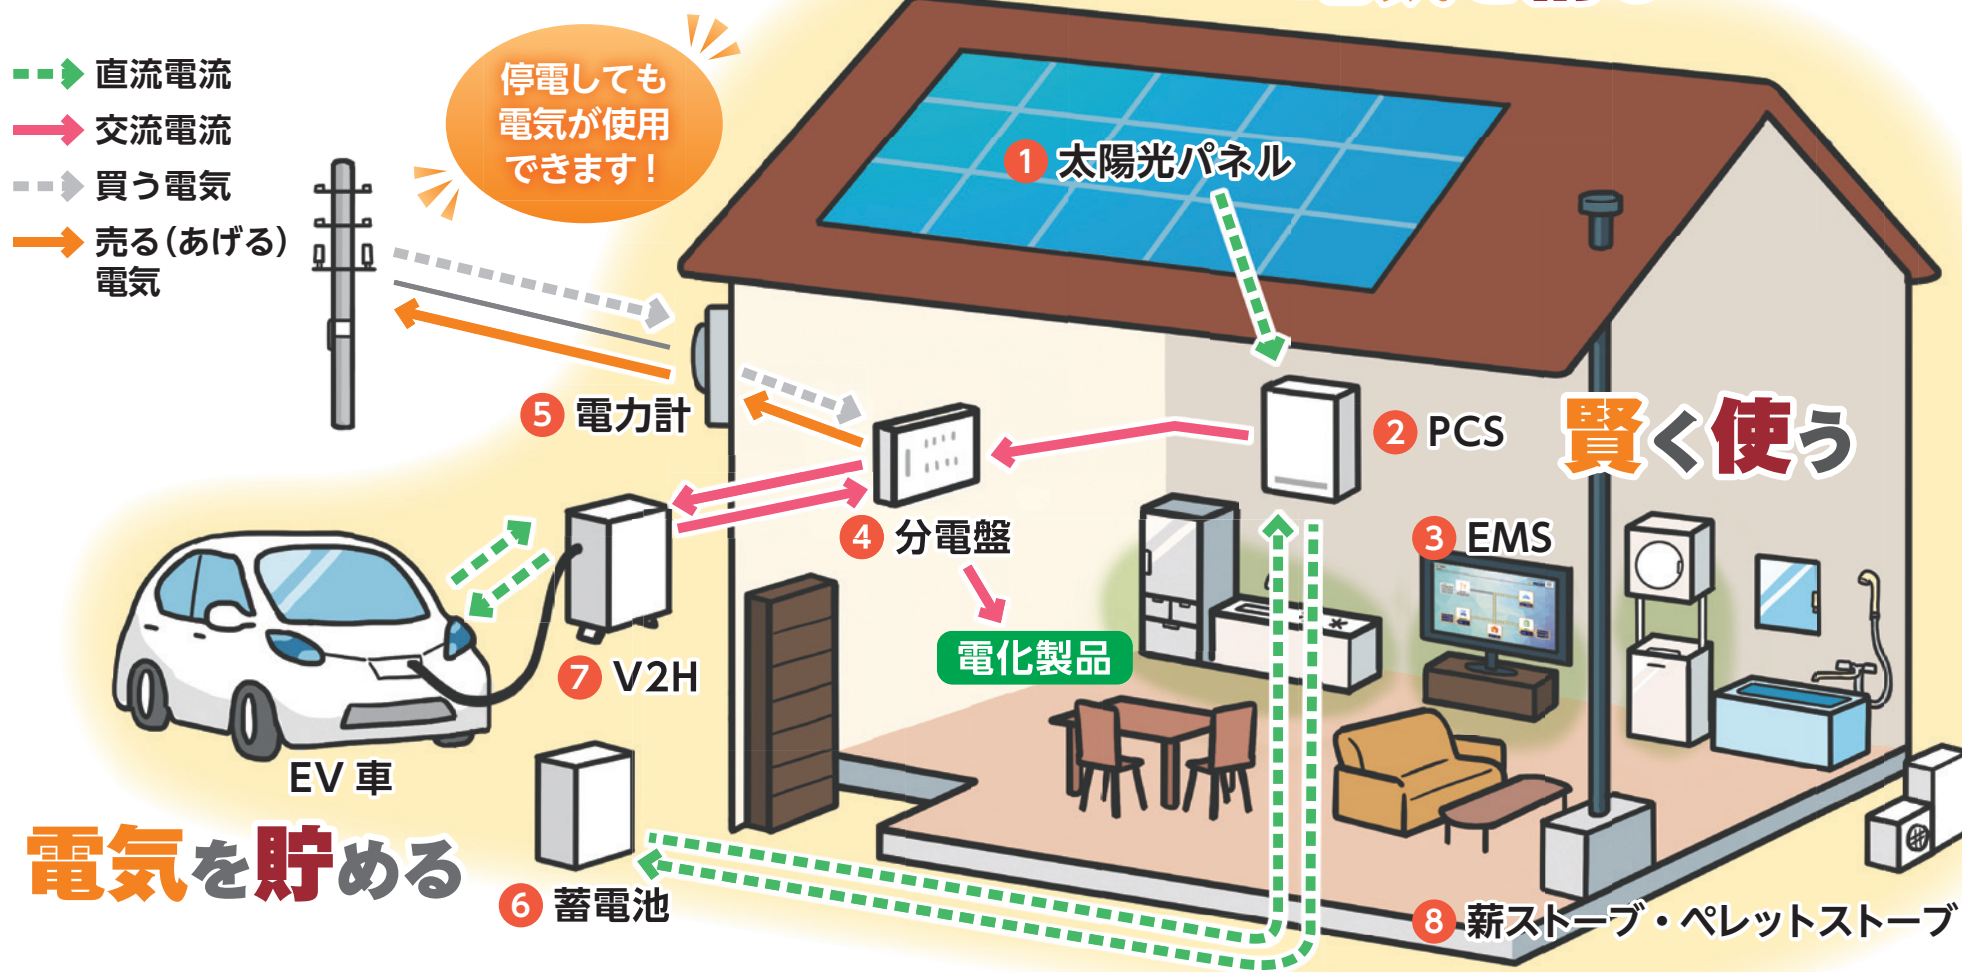 直流電流
交流電流
買う電気
売る（あげる）
電気
停電しても
電気が使用
できます！
1 太陽光パネル
2 PCS
賢く使う
5 電力計
4 分電盤
3 EMS
電化製品
7 V2H
EV 車
電気を貯める
6 蓄電池
8 薪ストーブ・ペレットストーブ